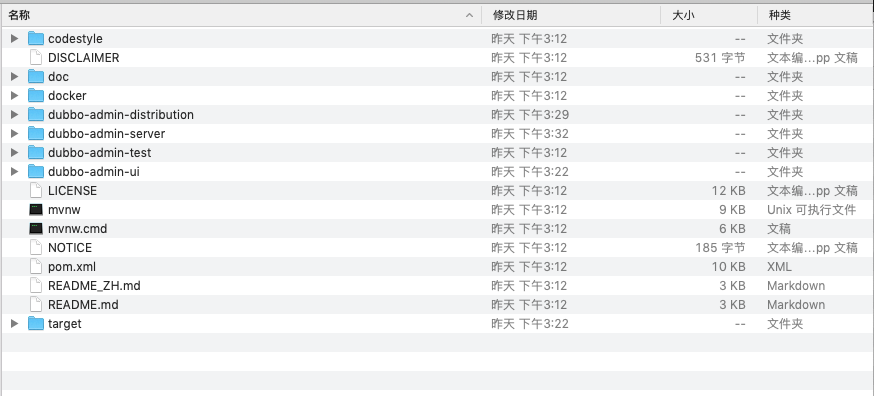 名称 修改日期 大小 种类
codestyle 昨天 下午3:12 -- 文件夹
DISCLAIMER 昨天 下午3:12 531 字节 文本编...pp 文稿
doc 昨天 下午3:12 -- 文件夹
docker 昨天 下午3:12 -- 文件夹
dubbo-admin-distribution 昨天 下午3:29 -- 文件夹
dubbo-admin-server 昨天 下午3:32 -- 文件夹
dubbo-admin-test 昨天 下午3:12 -- 文件夹
dubbo-admin-ui 昨天 下午3:22 -- 文件夹
LICENSE 昨天 下午3:12 12 KB 文本编...pp 文稿
mvnw 昨天 下午3:12 9 KB Unix 可执行文件
mvnw.cmd 昨天 下午3:12 6 KB 文稿
NOTICE 昨天 下午3:12 185 字节 文本编...pp 文稿
pom.xml 昨天 下午3:12 10 KB XML
README_ZH.md 昨天 下午3:12 3 KB Markdown
README.md 昨天 下午3:12 3 KB Markdown
target 昨天 下午3:22 -- 文件夹